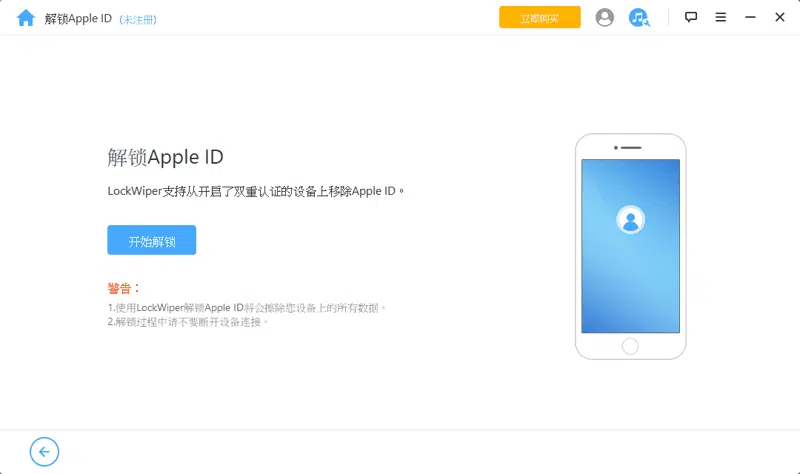 解锁Apple ID (未注册)
立即购买
解锁Apple ID
LockWiper支持从开启了双重认证的设备上移除Apple ID。
开始解锁
警告：
1.使用LockWiper解锁Apple ID将会擦除您设备上的所有数据。
2.解锁过程中请不要断开设备连接。